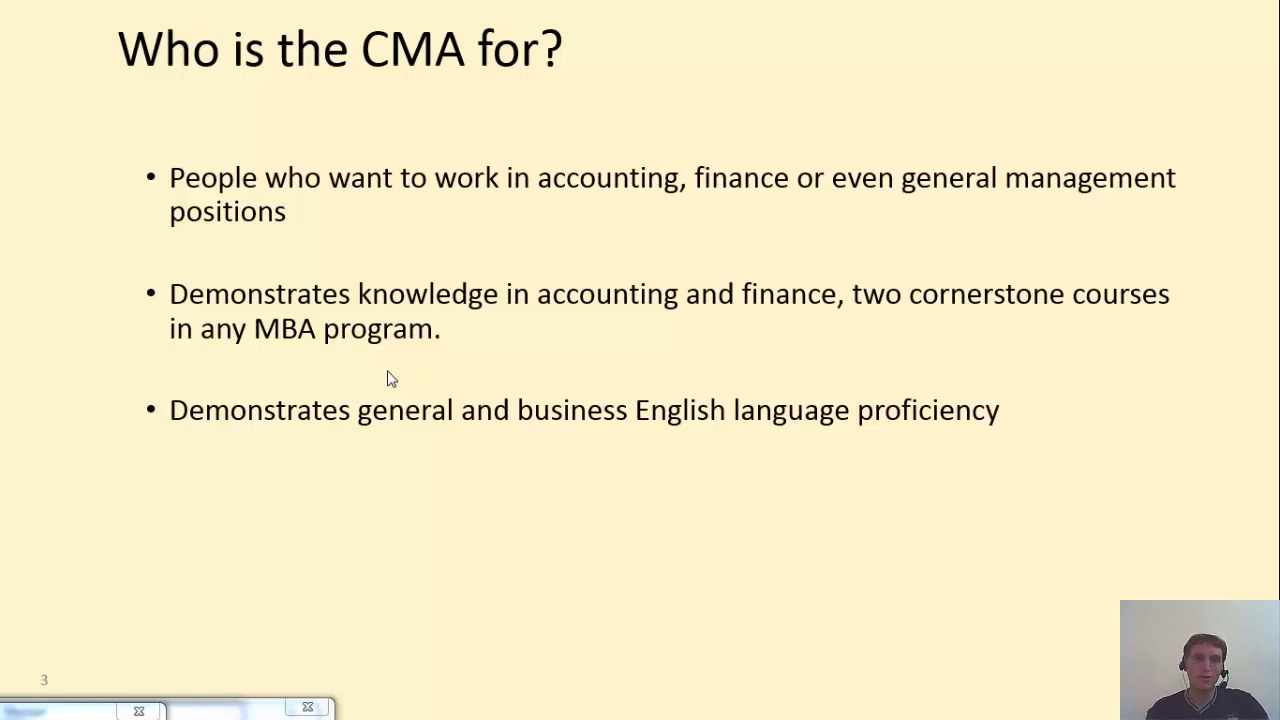 Who is the CMA for?
• People who want to work in accounting, finance or even general management
positions
• Demonstrates knowledge in accounting and finance, two cornerstone courses
in any MBA program.
• Demonstrates general and business English language proficiency
3